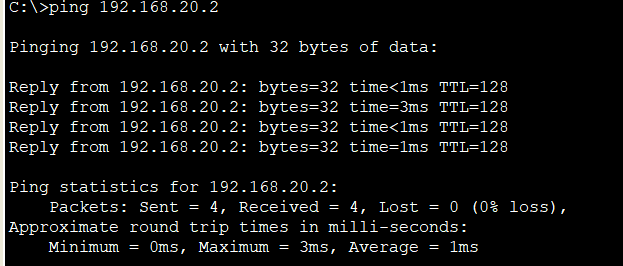 C:\>ping 192.168.20.2
Pinging 192.168.20.2 with 32 bytes of data:
Reply from 192.168.20.2: bytes=32 time<1ms TTL=128
Reply from 192.168.20.2: bytes=32 time=3ms TTL=128
Reply from 192.168.20.2: bytes=32 time<1ms TTL=128
Reply from 192.168.20.2: bytes=32 time=1ms TTL=128
Ping statistics for 192.168.20.2:
    Packets: Sent = 4, Received = 4, Lost = 0 (0% loss),
Approximate round trip times in milli-seconds:
    Minimum = 0ms, Maximum = 3ms, Average = 1ms